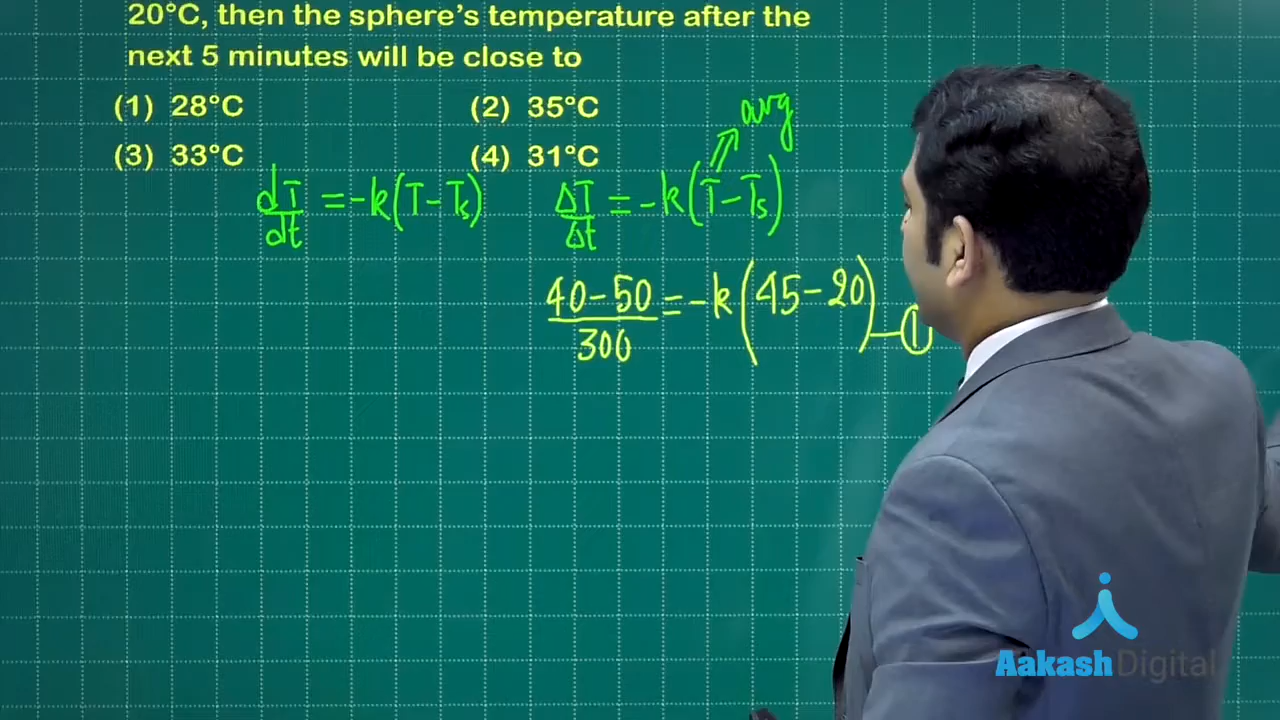 20°C, then the sphere's temperature after the
next 5 minutes will be close to
(1) 28°C (2) 35°C
(3) 33°C (4) 31°C
avg
dT/dt = -k(T - Ts) ΔT/Δt = -k(T - Ts)
40 - 50/300 = -k(45 - 20) — ①
Aakash Digital